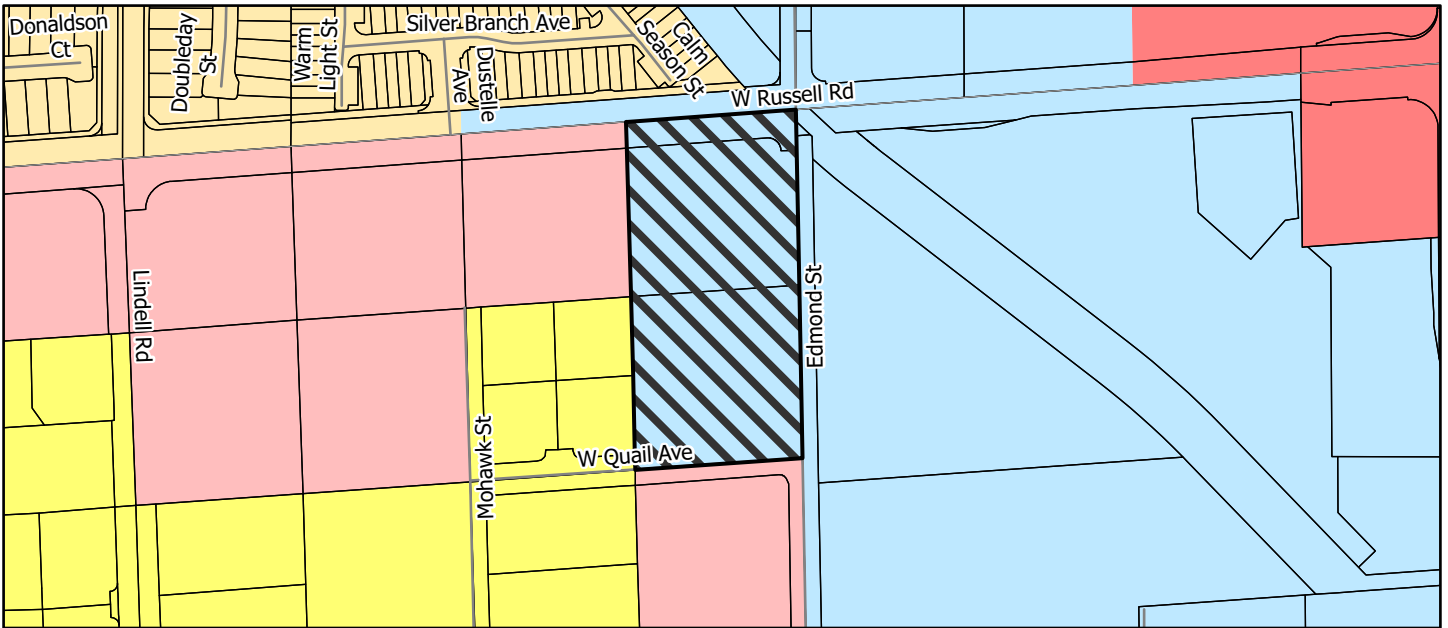 Donaldson
Ct
Doubleday
St
Warm
Light St
Silver Branch Ave
Dustalle
Ave
Calm
Season St
W Russell Rd
Lindell Rd
Edmond St
Mohawk St
W Quail Ave